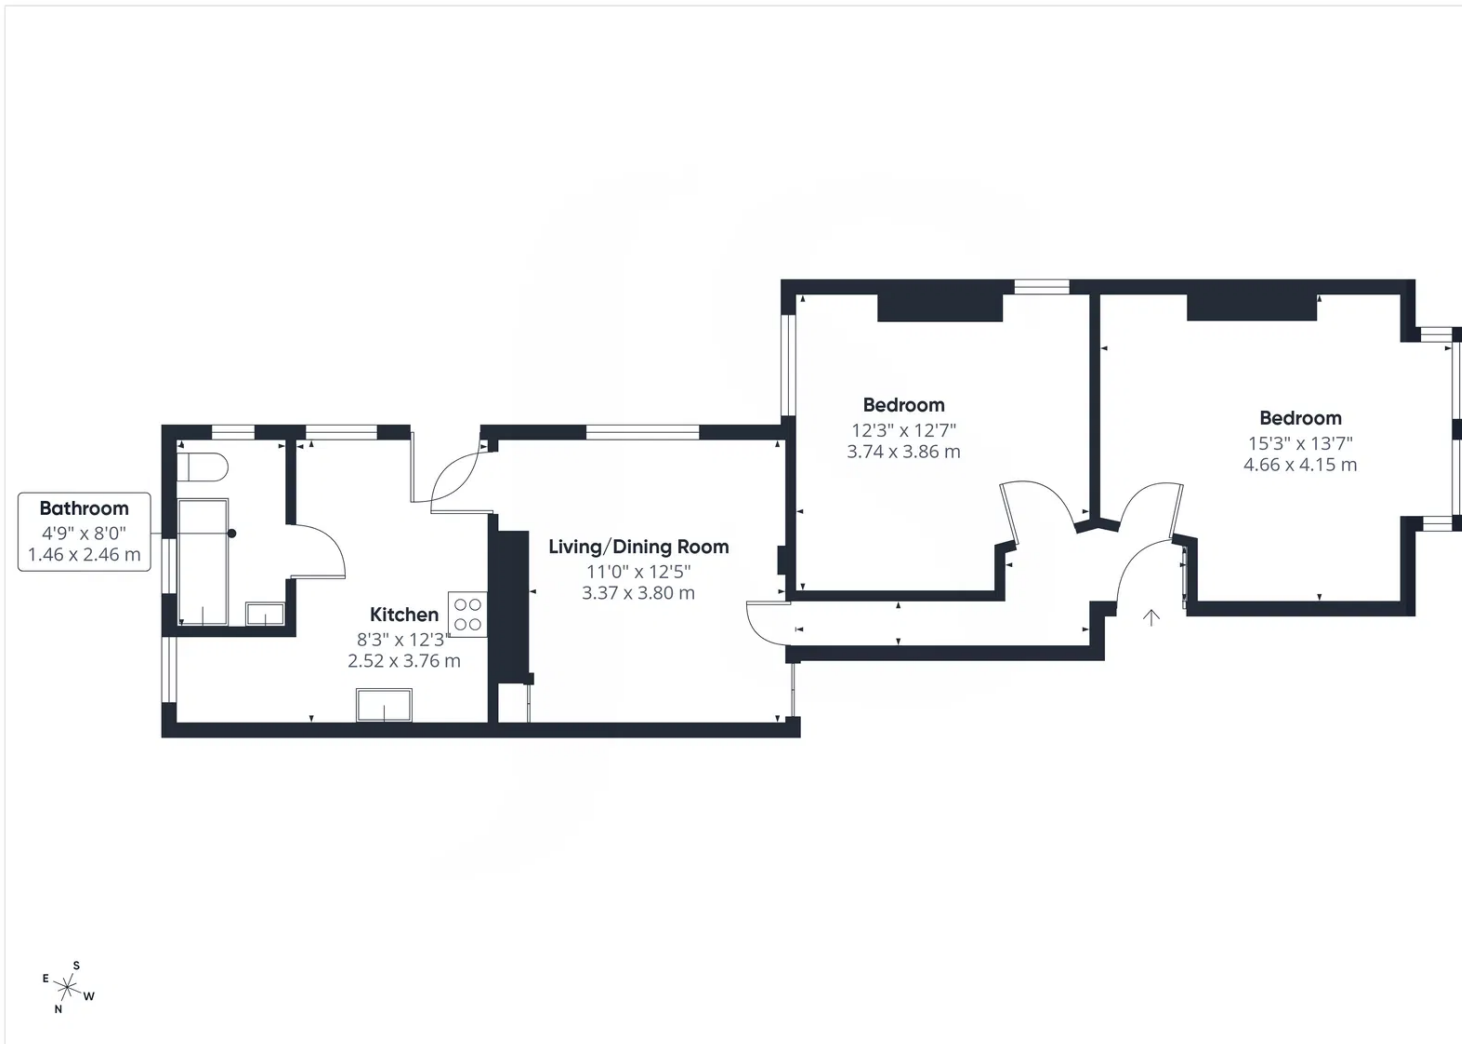 Bedroom
12'3" x 12'7"
3.74 x 3.86 m
Bedroom
15'3" x 13'7"
4.66 x 4.15 m
Bathroom
4'9" x 8'0"
1.46 x 2.46 m
Living/Dining Room
11'0" x 12'5"
3.37 x 3.80 m
Kitchen
8'3" x 12'3"
2.52 x 3.76 m
S
E
W
N